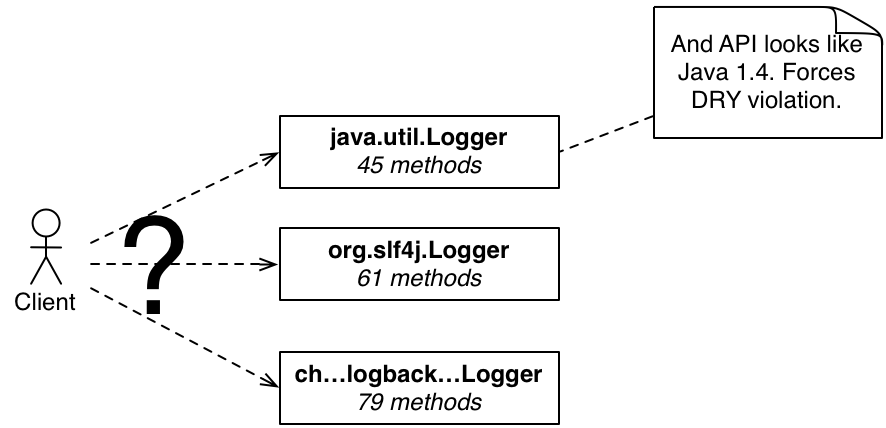 And API looks like
Java 1.4. Forces
DRY violation.
java.util.Logger
45 methods
?
org.slf4j.Logger
61 methods
Client
ch...logback...Logger
79 methods